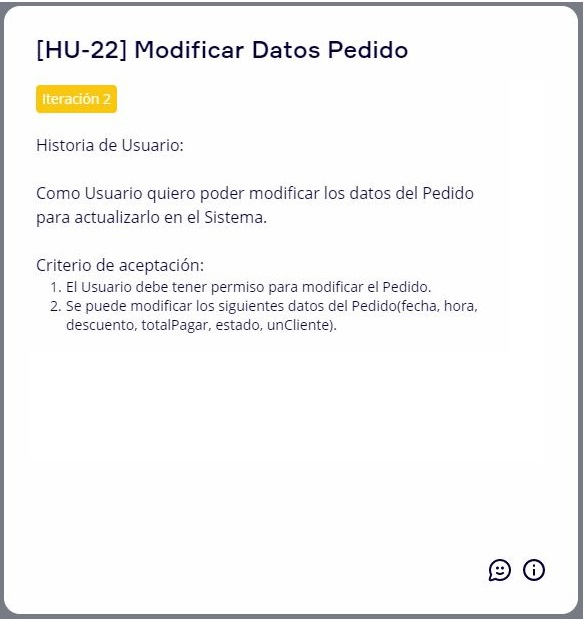 [HU-22] Modificar Datos Pedido
Iteración 2
Historia de Usuario:
Como Usuario quiero poder modificar los datos del Pedido
para actualizarlo en el Sistema.
Criterio de aceptación:
1. El Usuario debe tener permiso para modificar el Pedido.
2. Se puede modificar los siguientes datos del Pedido(fecha, hora,
descuento, totalPagar, estado, unCliente).